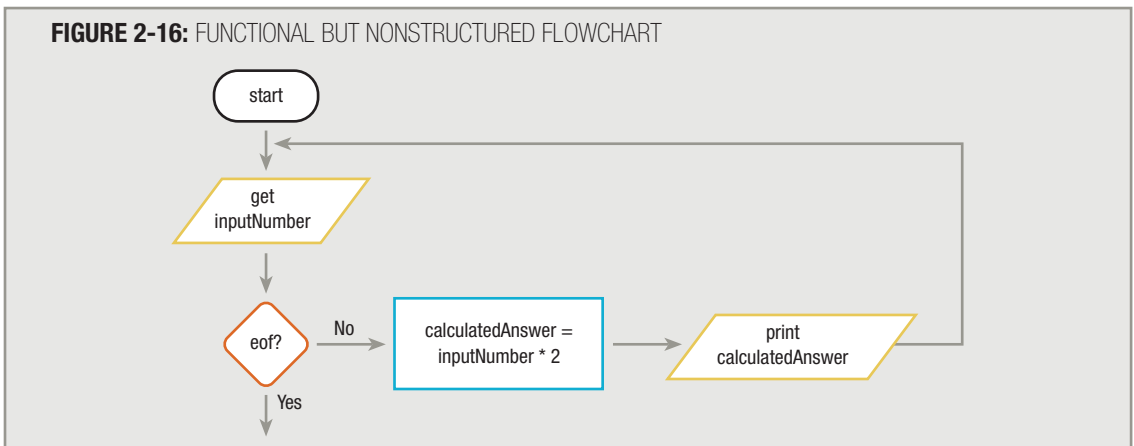 FIGURE 2-16: FUNCTIONAL BUT NONSTRUCTURED FLOWCHART
start
get
inputNumber
eof?
No
calculatedAnswer =
inputNumber * 2
print
calculatedAnswer
Yes